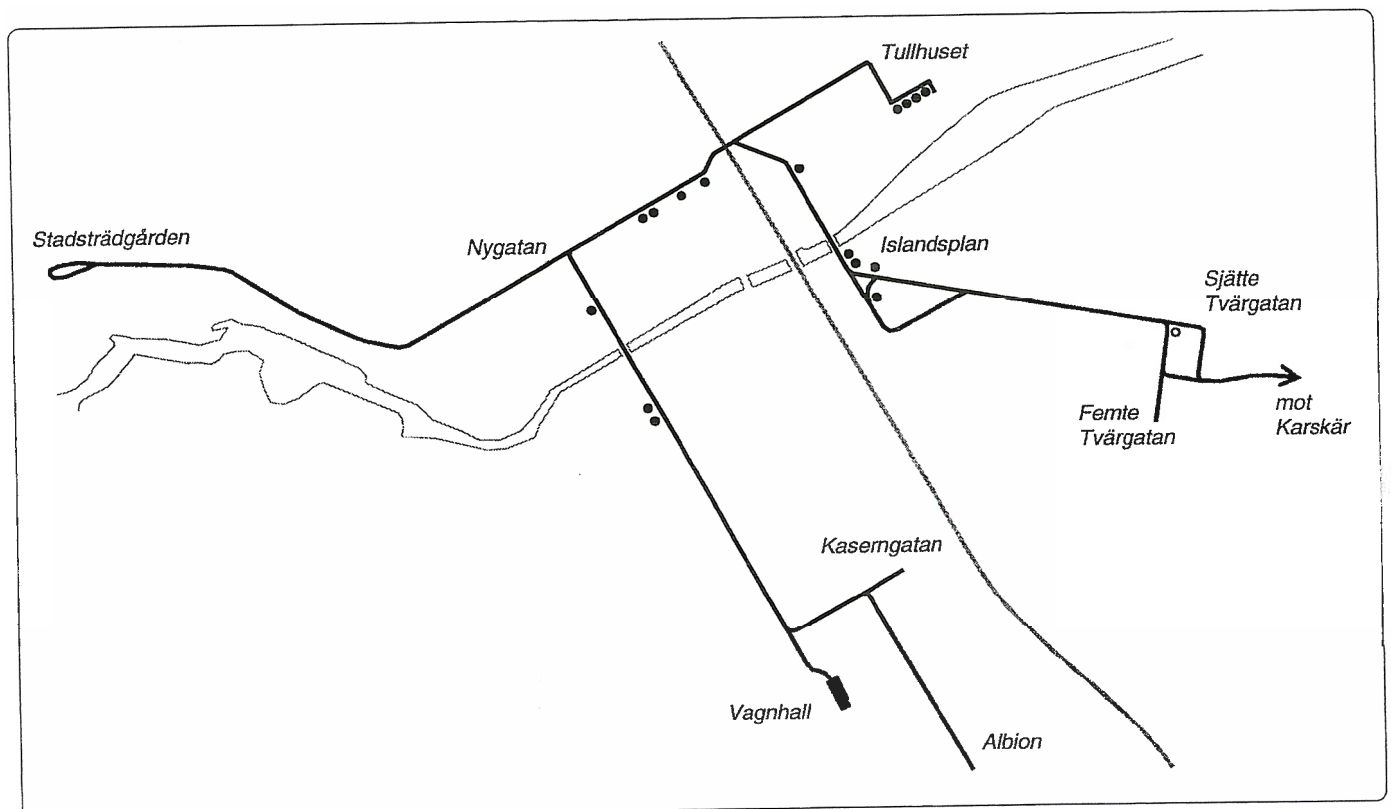 Tullhuset
Stadsträdgården
Nygatan
Islandsplan
Sjätte
Tvärgatan
Femte
Tvärgatan
mot
Karskär
Kaserngatan
Vagnhall
Albion